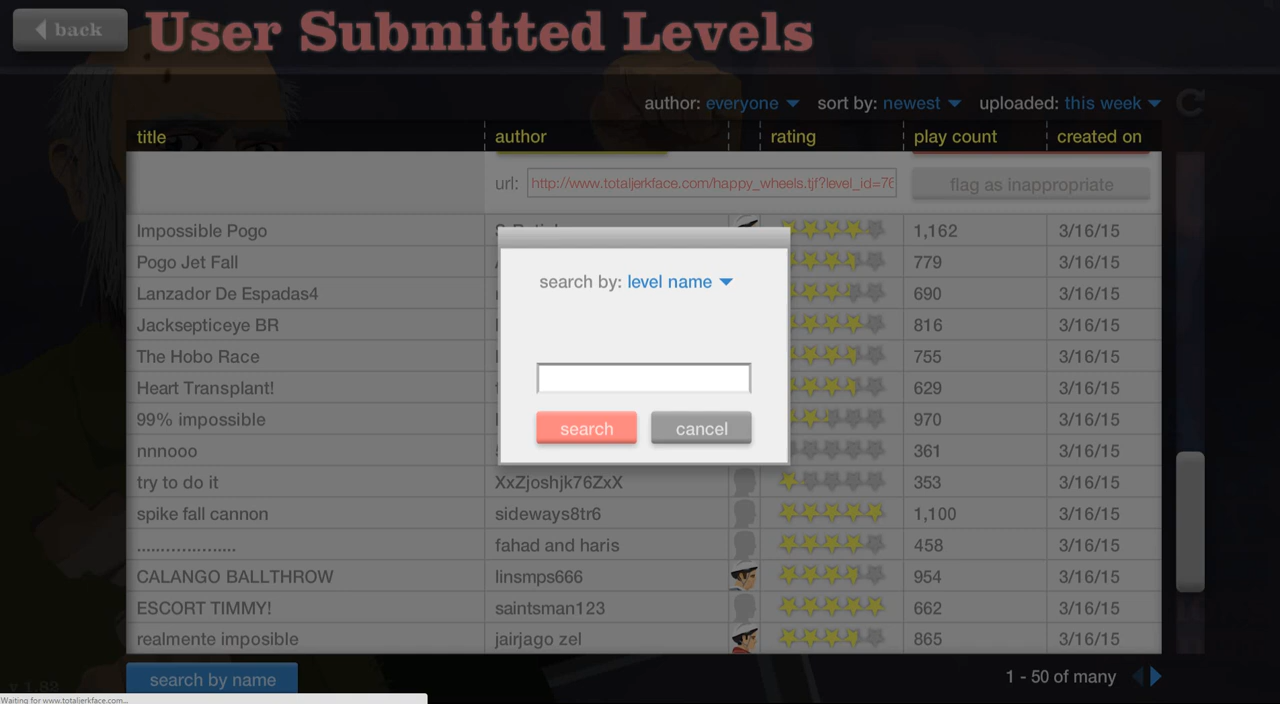 back
User Submitted Levels
author: everyone sort by: newest uploaded: this week
title author rating play count created on
url: http://www.totaljerkface.com/happy_wheels.tjf?level_id=76 flag as inappropriate
Impossible Pogo 1,162 3/16/15
Pogo Jet Fall 779 3/16/15
Lanzador De Espadas4 690 3/16/15
Jacksepticeye BR 816 3/16/15
The Hobo Race 755 3/16/15
Heart Transplant! 629 3/16/15
99% impossible 970 3/16/15
nnnooo 361 3/16/15
try to do it XxZjoshjk76ZxX 353 3/16/15
spike fall cannon sideways8tr6 1,100 3/16/15
.................... fahad and haris 458 3/16/15
CALANGO BALLTHROW linsmps666 954 3/16/15
ESCORT TIMMY! saintsman123 662 3/16/15
realmente imposible jairjago zel 865 3/16/15
search by: level name
search cancel
search by name 1 - 50 of many
v 1.82
Waiting for www.totaljerkface.com...